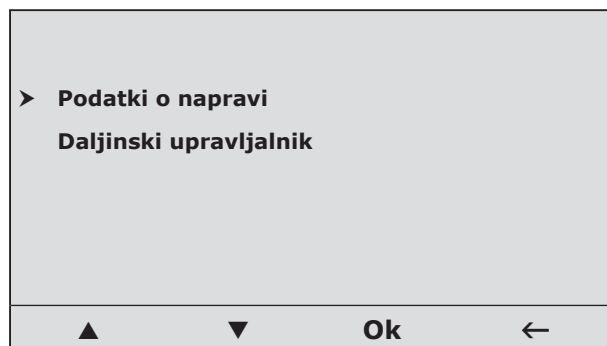 ➤ Podatki o napravi
Daljinski upravljalnik
▲ ▼ Ok ←